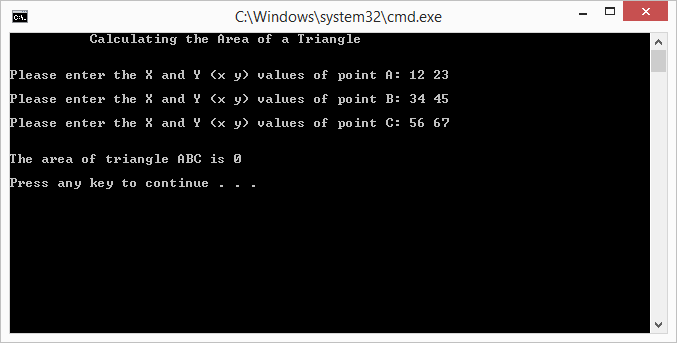 C:\Windows\system32\cmd.exe
Calculating the Area of a Triangle
Please enter the X and Y (x y) values of point A: 12 23
Please enter the X and Y (x y) values of point B: 34 45
Please enter the X and Y (x y) values of point C: 56 67
The area of triangle ABC is 0
Press any key to continue . . .